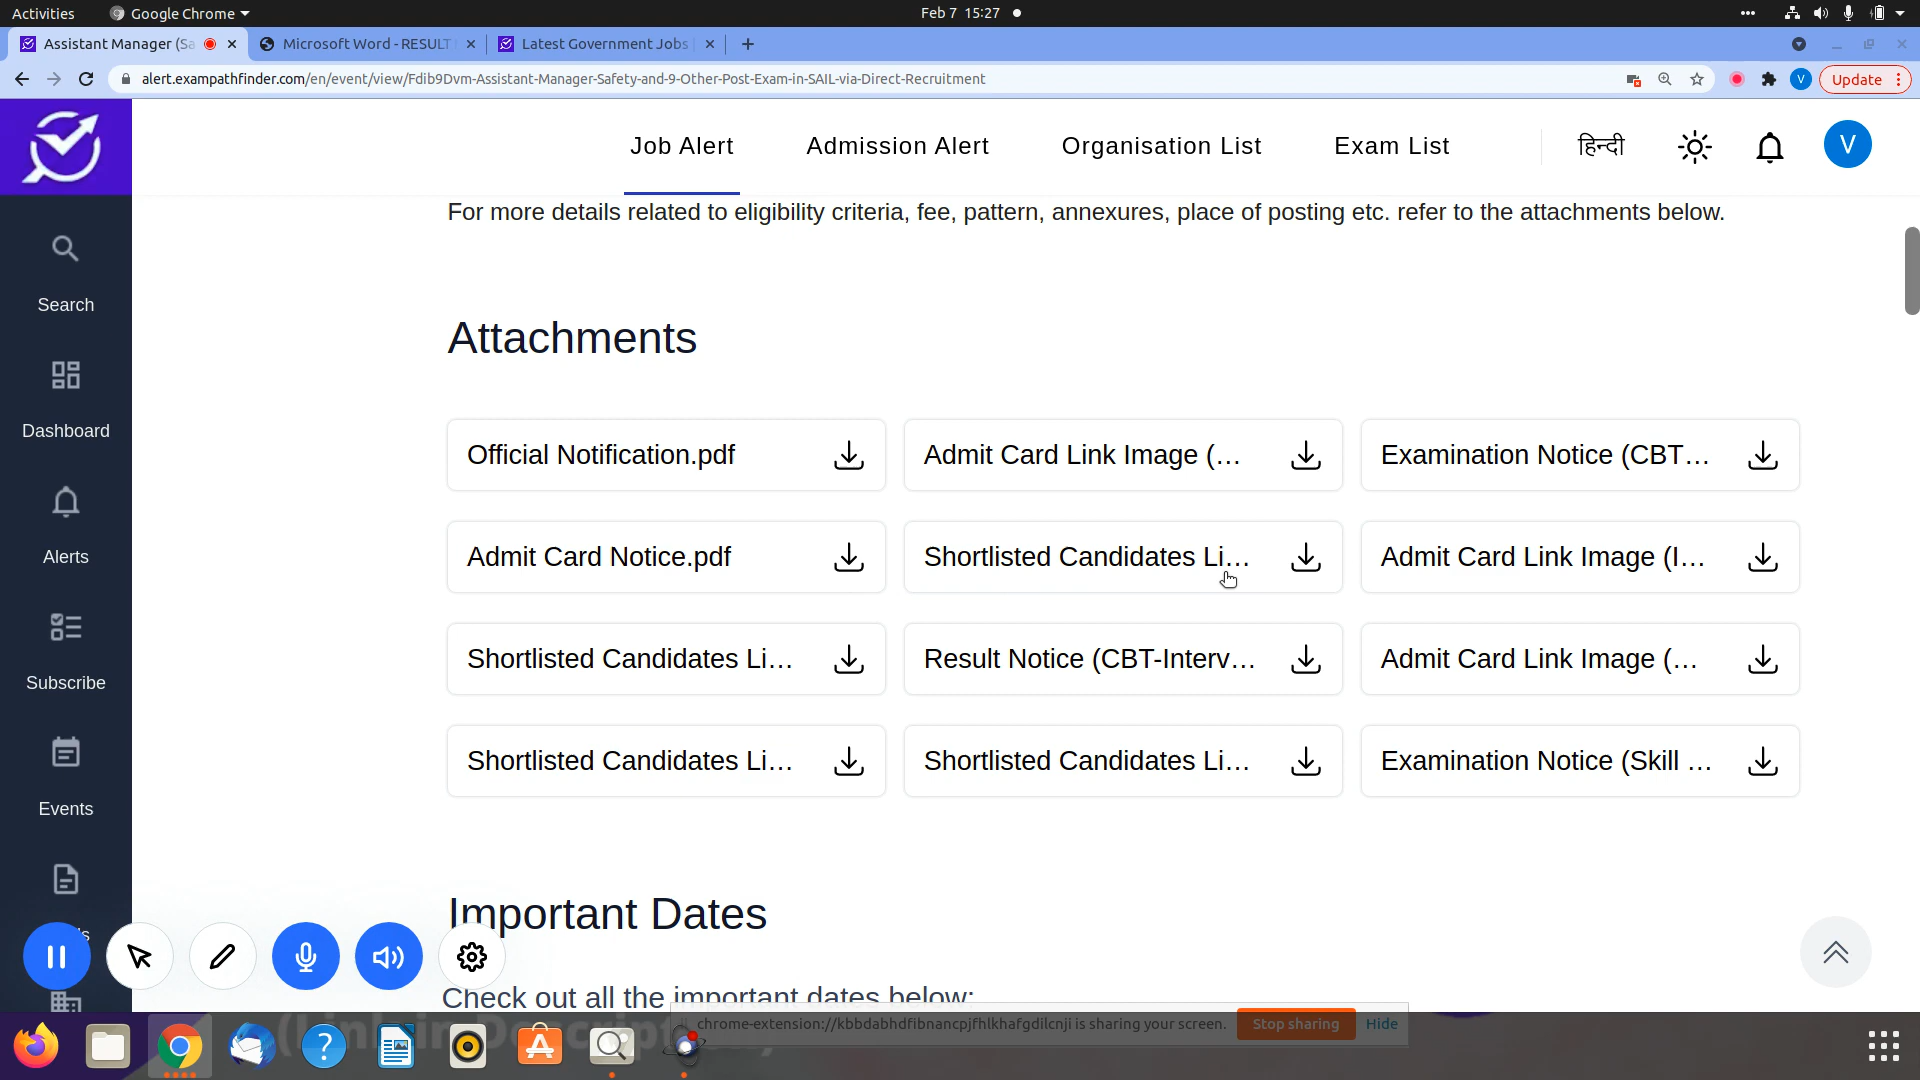 Activities
Google Chrome
Feb 7 15:27
Assistant Manager (Sa
Microsoft Word - RESULT
Latest Government Jobs
alert.exampathfinder.com/en/event/view/Fdib9Dvm-Assistant-Manager-Safety-and-9-Other-Post-Exam-in-SAIL-via-Direct-Recruitment
V
Update
Job Alert
Admission Alert
Organisation List
Exam List
हिन्दी
V
Search
Dashboard
Alerts
Subscribe
Events
For more details related to eligibility criteria, fee, pattern, annexures, place of posting etc. refer to the attachments below.
Attachments
Official Notification.pdf
Admit Card Link Image (...
Examination Notice (CBT...
Admit Card Notice.pdf
Shortlisted Candidates Li...
Admit Card Link Image (I...
Shortlisted Candidates Li...
Result Notice (CBT-Interv...
Admit Card Link Image (...
Shortlisted Candidates Li...
Shortlisted Candidates Li...
Examination Notice (Skill ...
Important Dates
Check out all the important dates below:
chrome-extension://kbbdabhdfibnancpjfhlkhafgdilcnji is sharing your screen.
Stop sharing
Hide